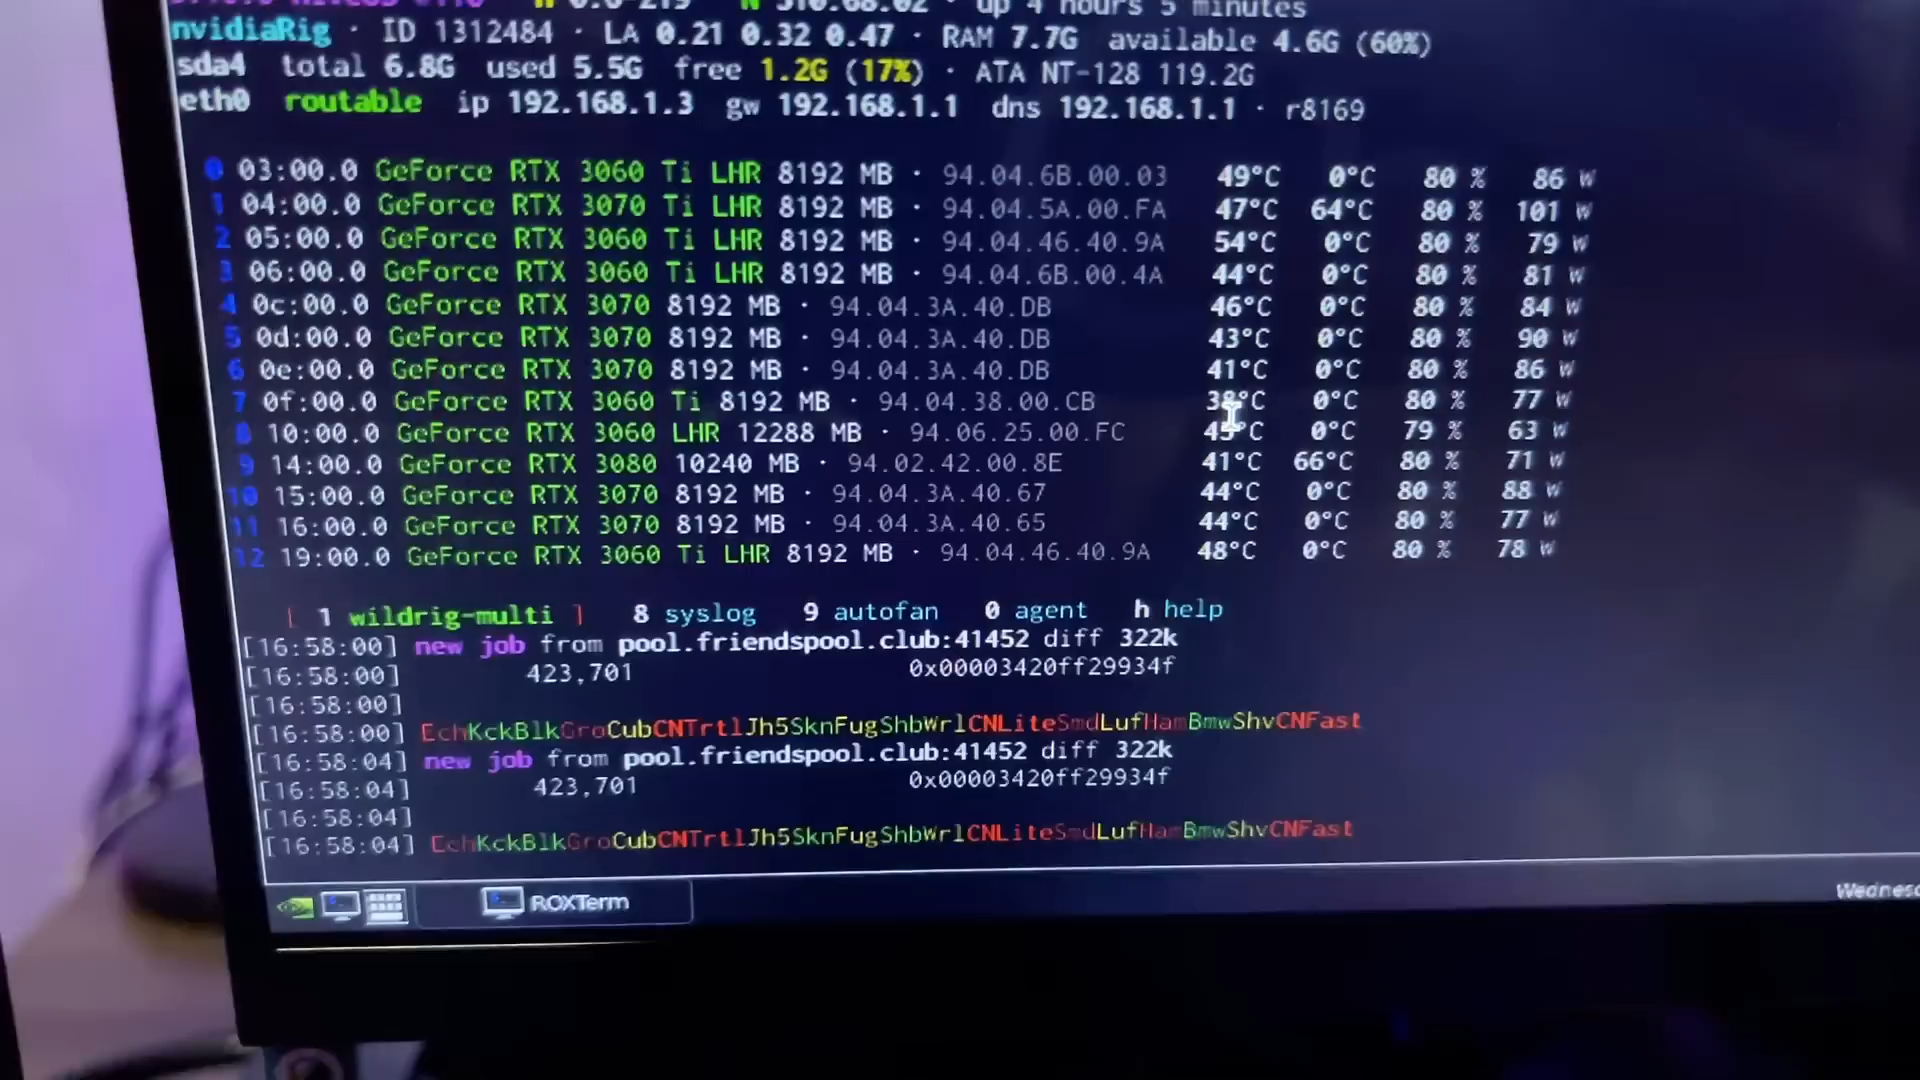 up 4 hours 5 minutes
nvidiaRig · ID 1312484 · LA 0.21 0.32 0.47 · RAM 7.7G available 4.6G (60%)
sda4 total 6.8G used 5.5G free 1.2G (17%) · ATA NT-128 119.2G
eth0 routable ip 192.168.1.3 gw 192.168.1.1 dns 192.168.1.1 · r8169
0 03:00.0 GeForce RTX 3060 Ti LHR 8192 MB · 94.04.6B.00.03 49°C 0°C 80 % 86 W
1 04:00.0 GeForce RTX 3070 Ti LHR 8192 MB · 94.04.5A.00.FA 47°C 64°C 80 % 101 W
2 05:00.0 GeForce RTX 3060 Ti LHR 8192 MB · 94.04.46.40.9A 54°C 0°C 80 % 79 W
3 06:00.0 GeForce RTX 3060 Ti LHR 8192 MB · 94.04.6B.00.4A 44°C 0°C 80 % 81 W
4 0c:00.0 GeForce RTX 3070 8192 MB · 94.04.3A.40.DB 46°C 0°C 80 % 84 W
5 0d:00.0 GeForce RTX 3070 8192 MB · 94.04.3A.40.DB 43°C 0°C 80 % 90 W
6 0e:00.0 GeForce RTX 3070 8192 MB · 94.04.3A.40.DB 41°C 0°C 80 % 86 W
7 0f:00.0 GeForce RTX 3060 Ti 8192 MB · 94.04.38.00.CB 38°C 0°C 80 % 77 W
8 10:00.0 GeForce RTX 3060 LHR 12288 MB · 94.06.25.00.FC 0°C 79 % 63 W
9 14:00.0 GeForce RTX 3080 10240 MB · 94.02.42.00.8E 41°C 66°C 80 % 71 W
10 15:00.0 GeForce RTX 3070 8192 MB · 94.04.3A.40.67 44°C 0°C 80 % 88 W
11 16:00.0 GeForce RTX 3070 8192 MB · 94.04.3A.40.65 44°C 0°C 80 % 77 W
12 19:00.0 GeForce RTX 3060 Ti LHR 8192 MB · 94.04.46.40.9A 48°C 0°C 80 % 78 W
[ 1 wildrig-multi ] 8 syslog 9 autofan 0 agent h help
[16:58:00] new job from pool.friendspool.club:41452 diff 322k
[16:58:00] 423,701 0x00003420ff29934f
[16:58:00]
[16:58:00] EchKckBlkGroCubCNTrtlJh5SknFugShbWrlCNLiteSmdLufHamBmwShvCNFast
[16:58:04] new job from pool.friendspool.club:41452 diff 322k
[16:58:04] 423,701 0x00003420ff29934f
[16:58:04]
[16:58:04] EchKckBlkGroCubCNTrtlJh5SknFugShbWrlCNLiteSmdLufHamBmwShvCNFast
ROXTerm